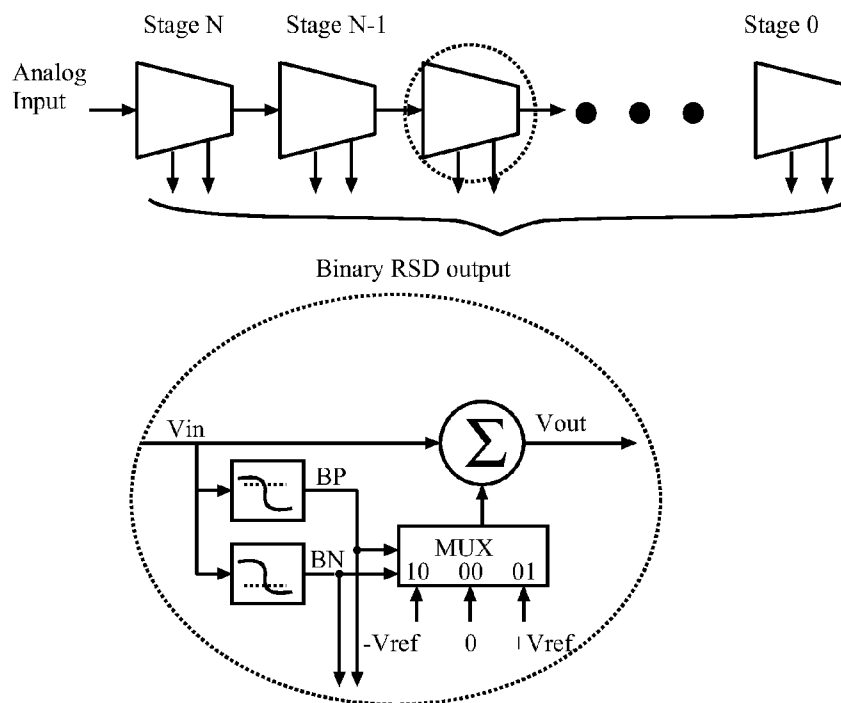 Stage N
Stage N-1
Stage 0
Analog
Input
Binary RSD output
Vin
Σ
Vout
BP
BN
MUX
10 00 01
-Vref 0 +Vref